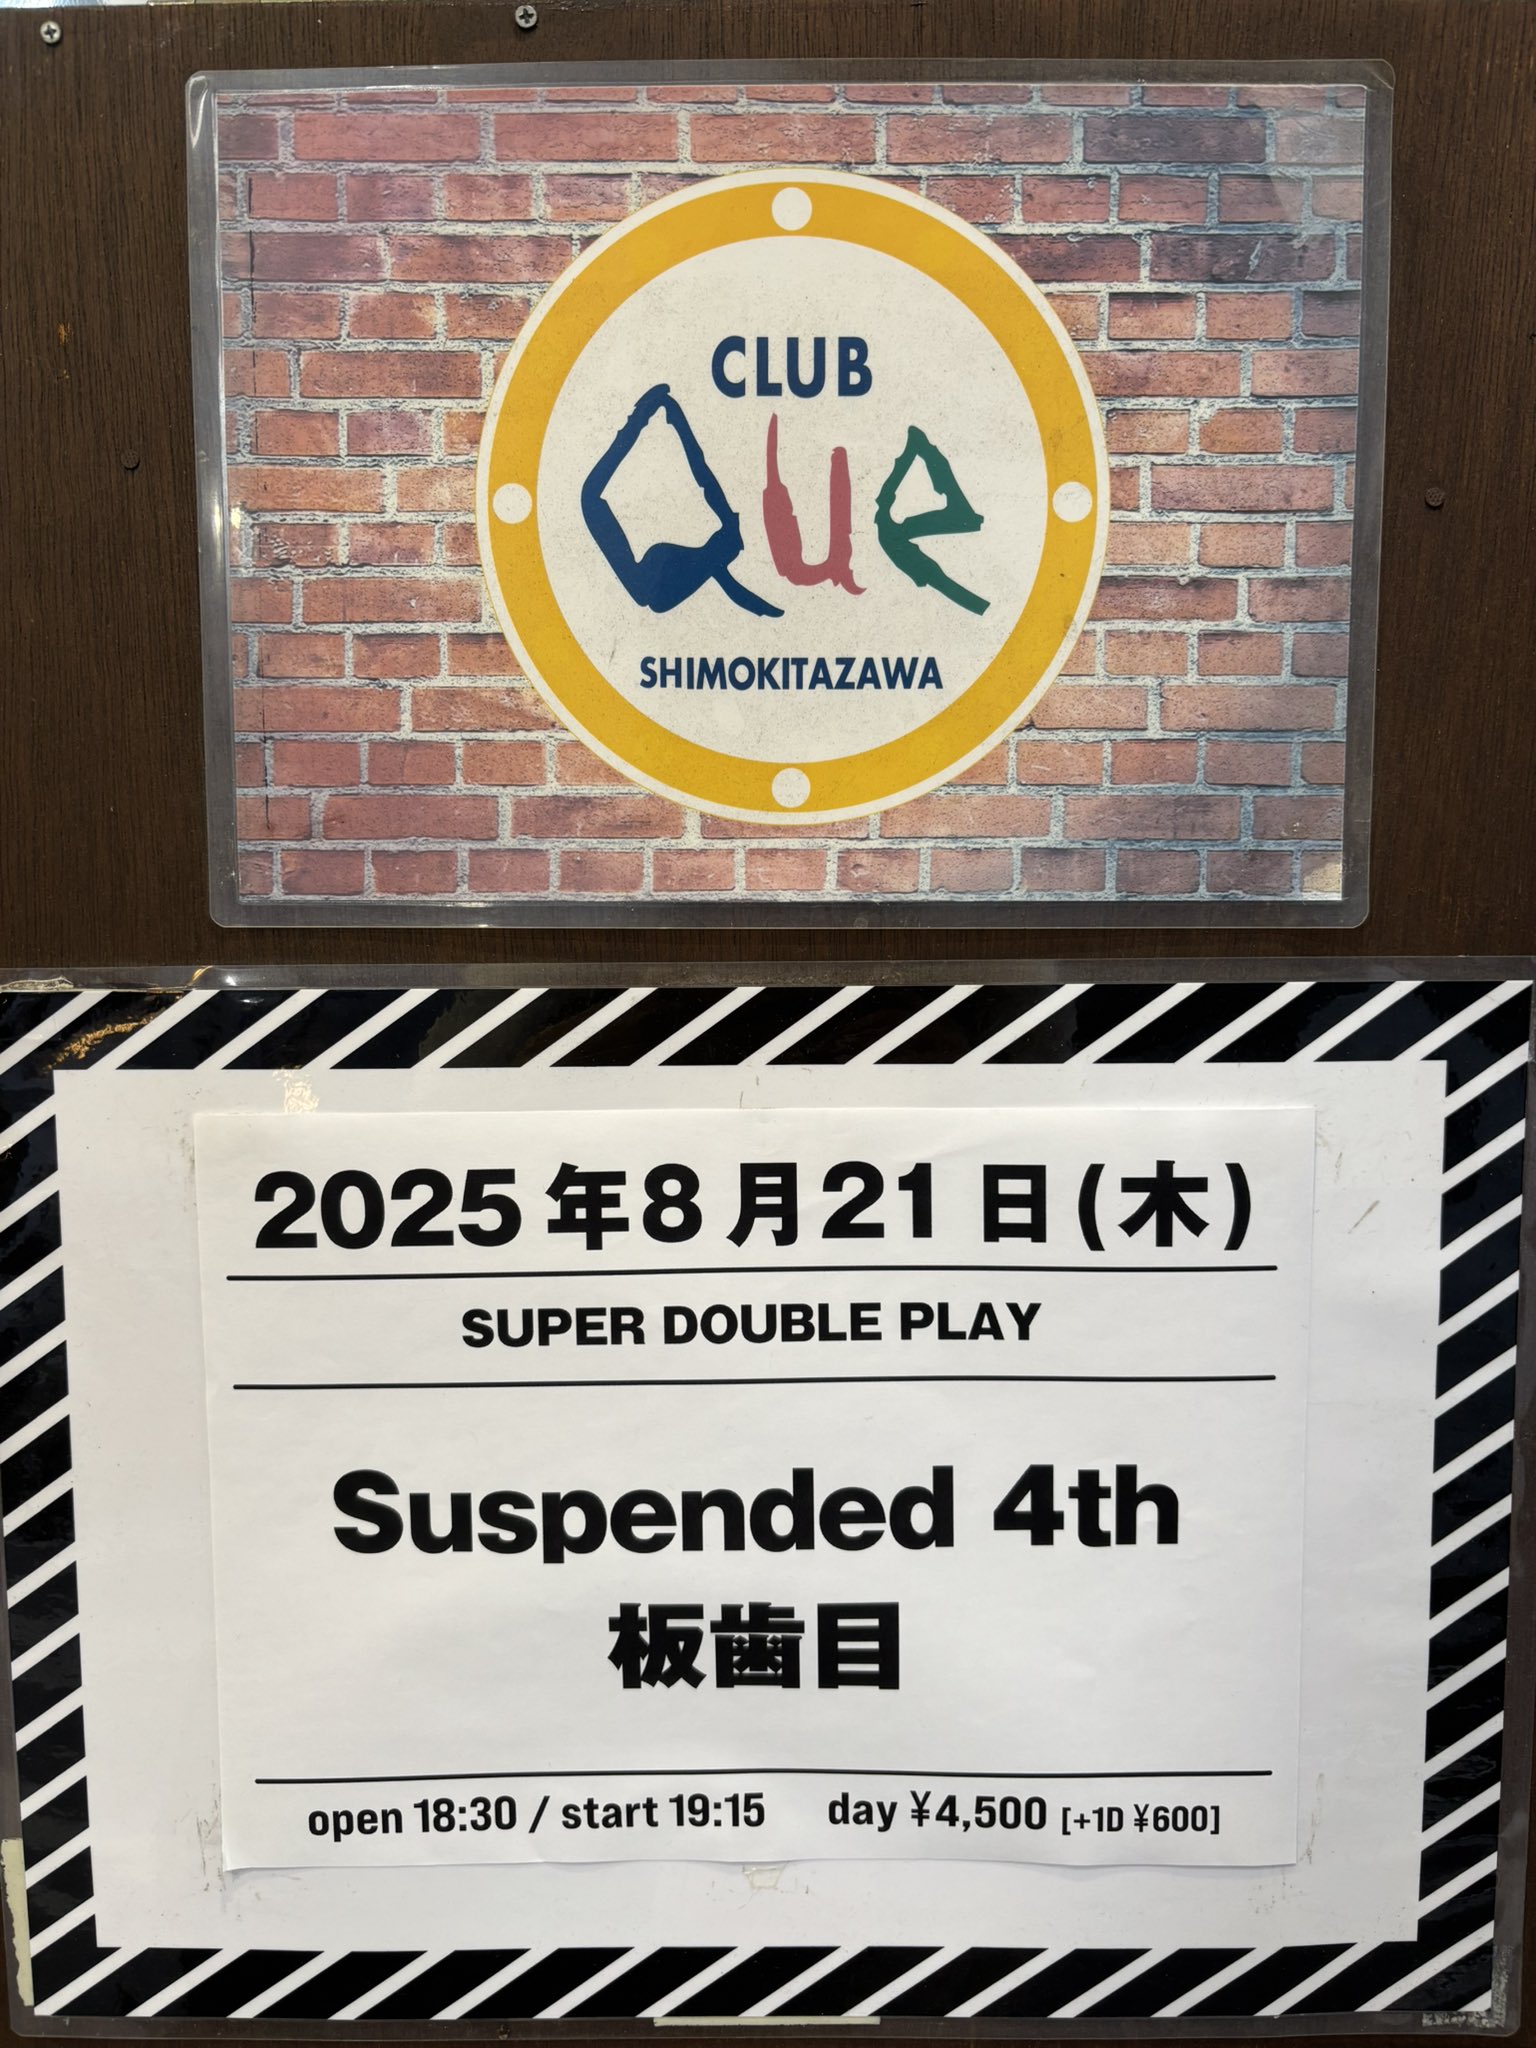 CLUB
Que
SHIMOKITAZAWA
2025年8月21日(木)
SUPER DOUBLE PLAY
Suspended 4th
板歯目
open 18:30 / start 19:15 day ¥4,500 [+1D ¥600]